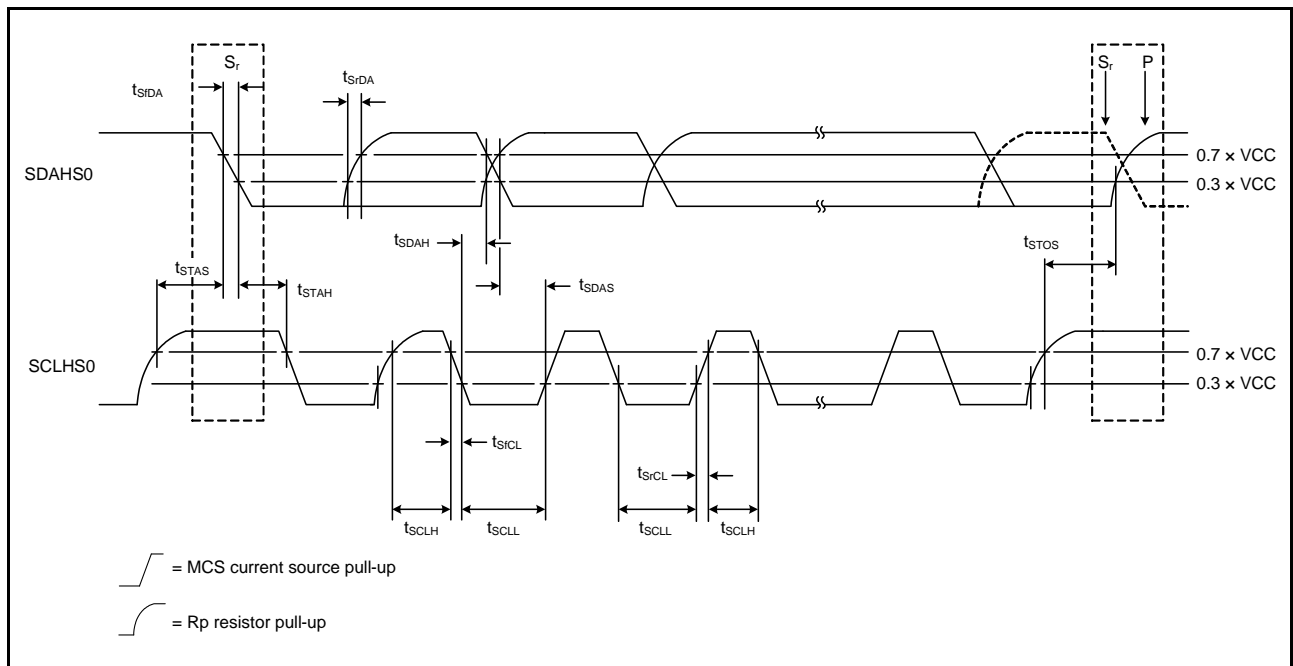 Sr
tSfDA
tSrDA
Sr P
SDAHS0
0.7 × VCC
0.3 × VCC
tSDAH
tSTOS
tSTAS
tSTAH
tSDAS
SCLHS0
0.7 × VCC
0.3 × VCC
tSfCL
tSrCL
tSCLH
tSCLL
tSCLL
tSCLH
= MCS current source pull-up
= Rp resistor pull-up